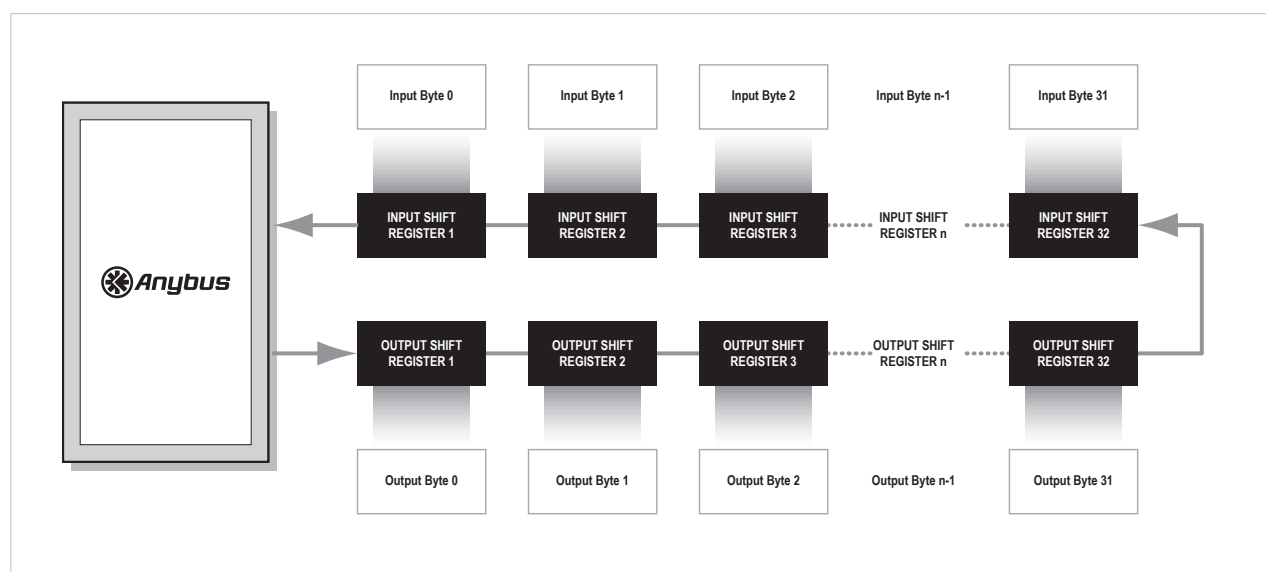 Input Byte 0
Input Byte 1
Input Byte 2
Input Byte n-1
Input Byte 31
INPUT SHIFT
REGISTER 1
INPUT SHIFT
REGISTER 2
INPUT SHIFT
REGISTER 3
INPUT SHIFT
REGISTER n
INPUT SHIFT
REGISTER 32
Anybus
OUTPUT SHIFT
REGISTER 1
OUTPUT SHIFT
REGISTER 2
OUTPUT SHIFT
REGISTER 3
OUTPUT SHIFT
REGISTER n
OUTPUT SHIFT
REGISTER 32
Output Byte 0
Output Byte 1
Output Byte 2
Output Byte n-1
Output Byte 31